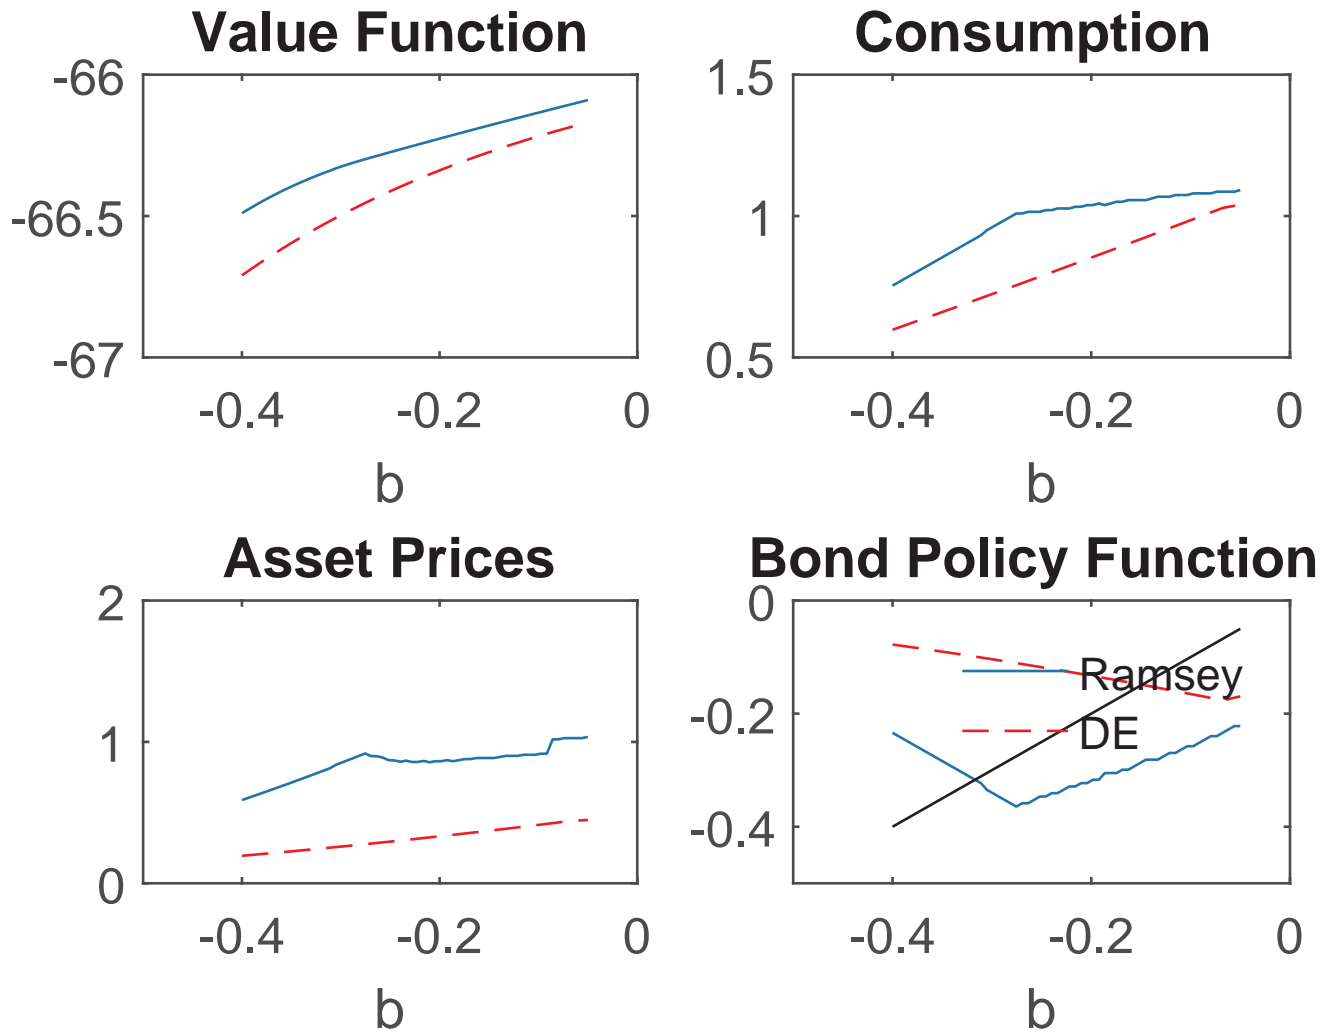 Value Function
-66
-66.5
-67
-0.4 -0.2 0
b
Consumption
1.5
1
0.5
-0.4 -0.2 0
b
Asset Prices
2
1
0
-0.4 -0.2 0
b
Bond Policy Function
0
-0.2
-0.4
Ramsey
DE
-0.4 -0.2 0
b